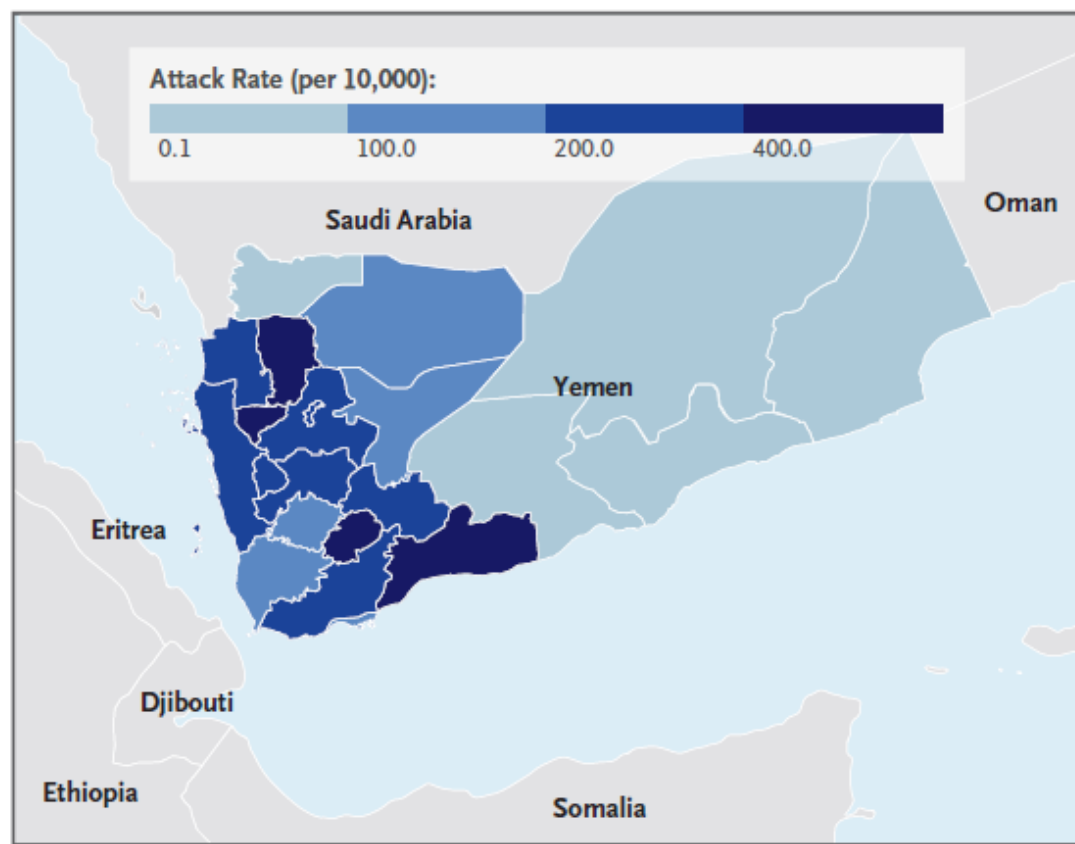 Attack Rate (per 10,000):
0.1 100.0 200.0 400.0
Saudi Arabia
Oman
Yemen
Eritrea
Djibouti
Ethiopia
Somalia